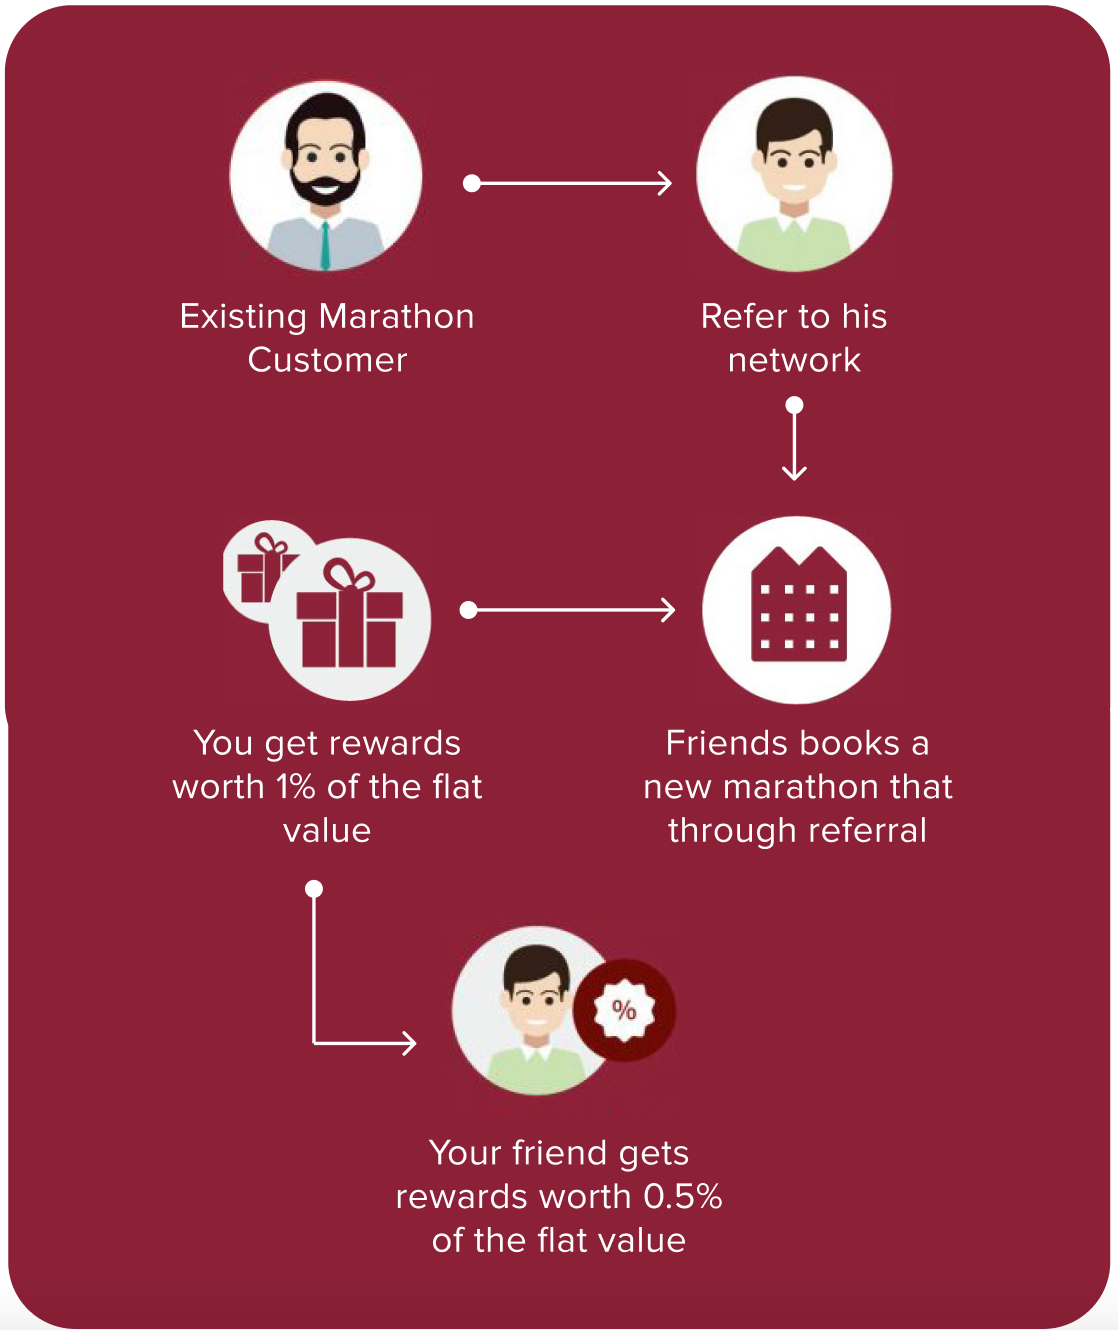 Existing Marathon
Customer
Refer to his
network
You get rewards
worth 1% of the flat
value
Friends books a
new marathon that
through referral
%
Your friend gets
rewards worth 0.5%
of the flat value